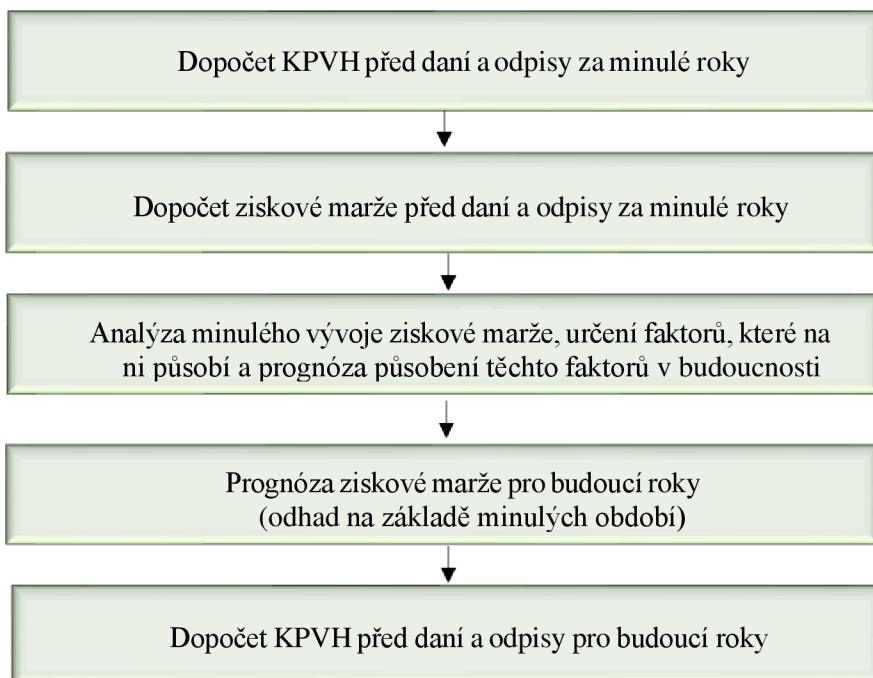 Dopočet KPVH před daní a odpisy za minulé roky
Dopočet ziskové marže před daní a odpisy za minulé roky
Analýza minulého vývoje ziskové marže, určení faktorů, které na
ni působí a prognóza působení těchto faktorů v budoucnosti
Prognóza ziskové marže pro budoucí roky
(odhad na základě minulých období)
Dopočet KPVH před daní a odpisy pro budoucí roky